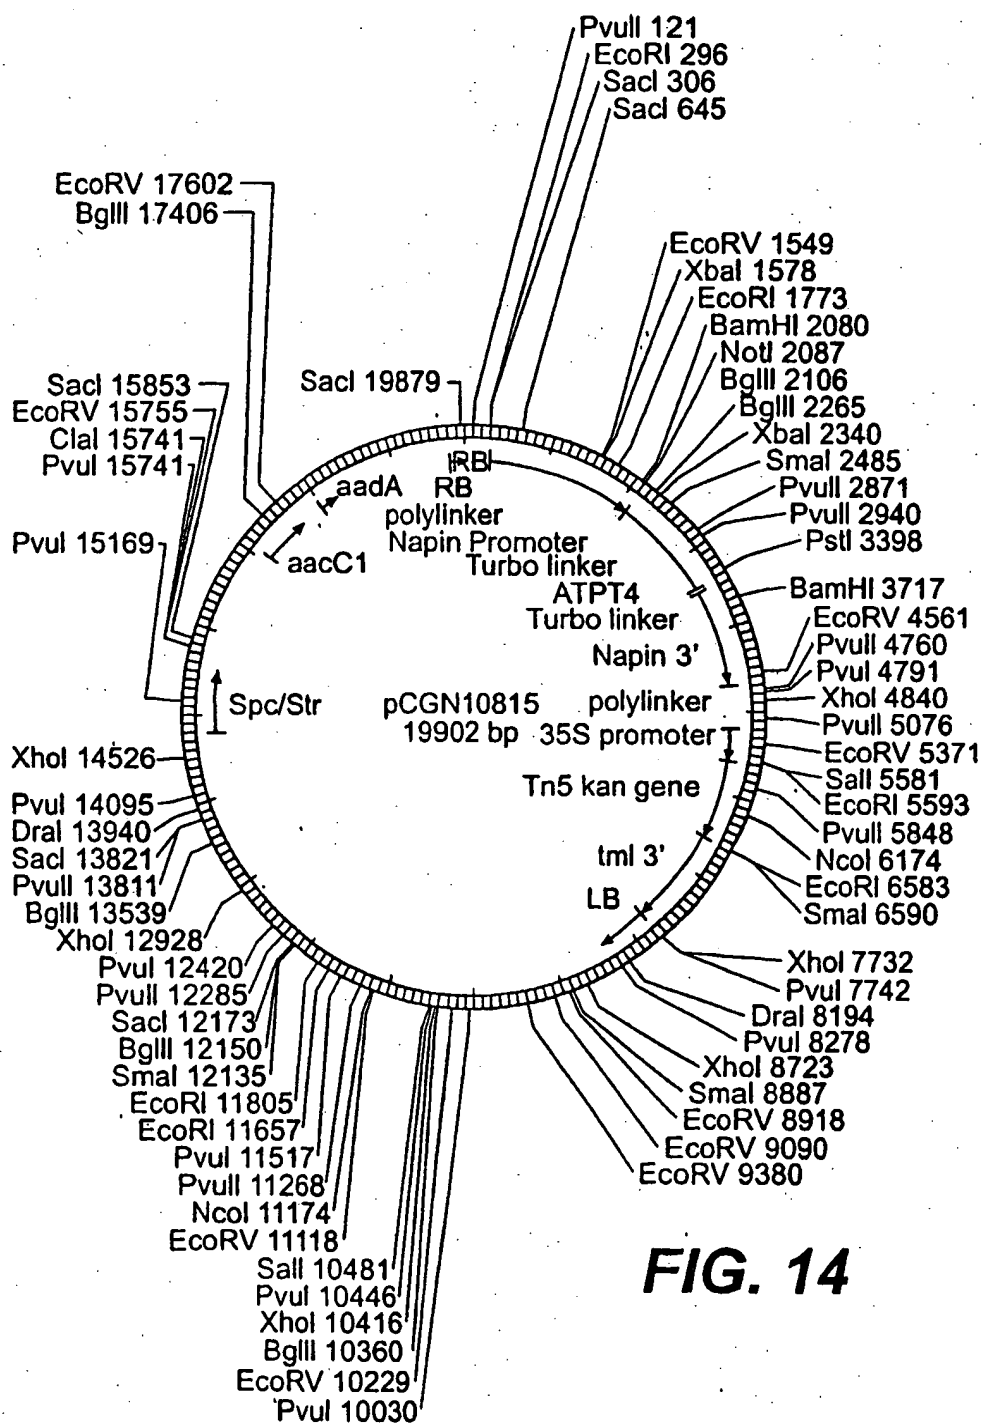 PvuII 121
EcoRI 296
SacI 306
SacI 645
EcoRV 17602
BglII 17406
EcoRV 1549
XbaI 1578
EcoRI 1773
BamHI 2080
NotI 2087
BglII 2106
BglII 2265
XbaI 2340
SmaI 2485
PvuII 2871
PvuII 2940
PstI 3398
BamHI 3717
EcoRV 4561
PvuII 4760
PvuI 4791
XhoI 4840
PvuII 5076
EcoRV 5371
SalI 5581
EcoRI 5593
PvuII 5848
NcoI 6174
EcoRI 6583
SmaI 6590
XhoI 7732
PvuI 7742
DraI 8194
PvuI 8278
XhoI 8723
SmaI 8887
EcoRV 8918
EcoRV 9090
EcoRV 9380
SacI 19879
SacI 15853
EcoRV 15755
ClaI 15741
PvuI 15741
PvuI 15169
XhoI 14526
PvuI 14095
DraI 13940
SacI 13821
PvuII 13811
BglII 13539
XhoI 12928
PvuI 12420
PvuII 12285
SacI 12173
BglII 12150
SmaI 12135
EcoRI 11805
EcoRI 11657
PvuI 11517
PvuII 11268
NcoI 11174
EcoRV 11118
SalI 10481
PvuI 10446
XhoI 10416
BglII 10360
EcoRV 10229
PvuI 10030
RB
aadA
RB
polylinker
Napin Promoter
aacC1
Turbo linker
ATPT4
Turbo linker
Napin 3'
Spc/Str
pCGN10815
19902 bp
polylinker
35S promoter
Tn5 kan gene
tml 3'
LB
FIG. 14